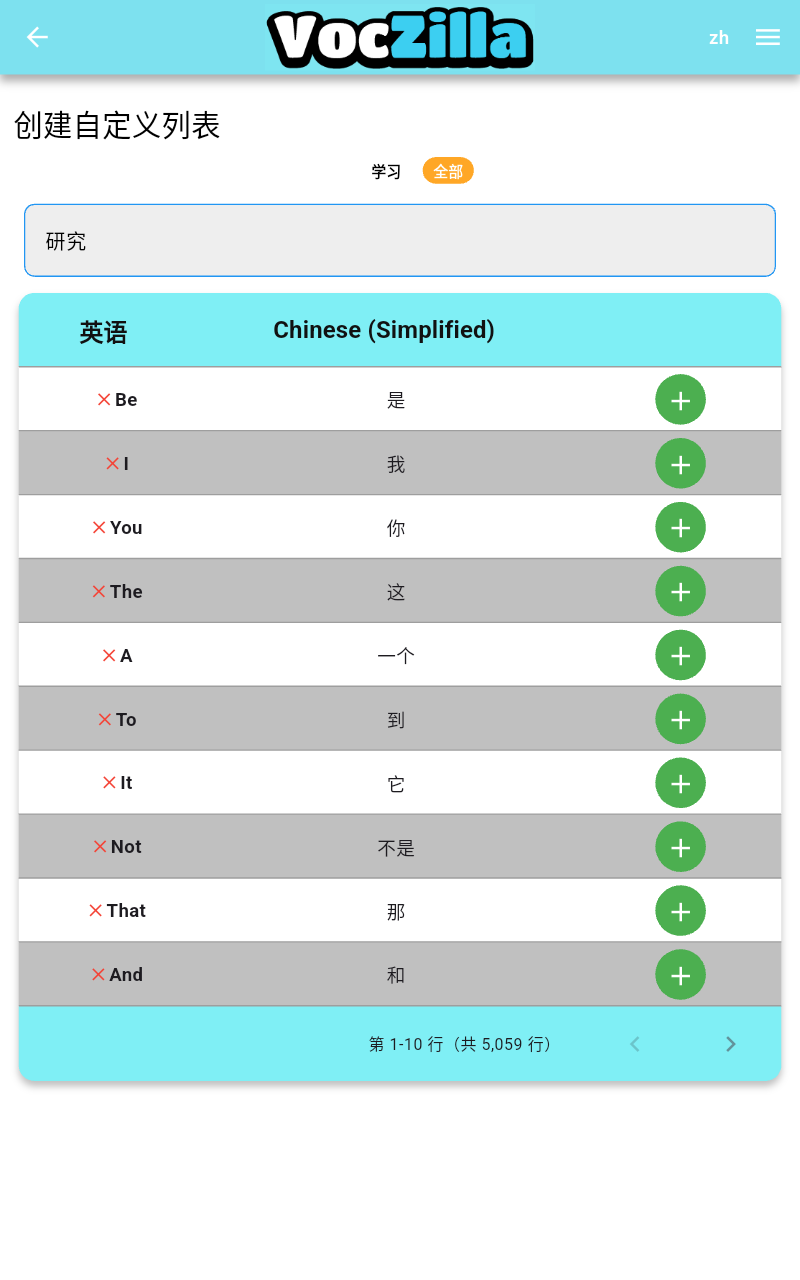 VocZilla
zh
创建自定义列表
学习 全部
研究
英语 Chinese (Simplified)
Be 是
I 我
You 你
The 这
A 一个
To 到
It 它
Not 不是
That 那
And 和
第 1-10 行（共 5,059 行）